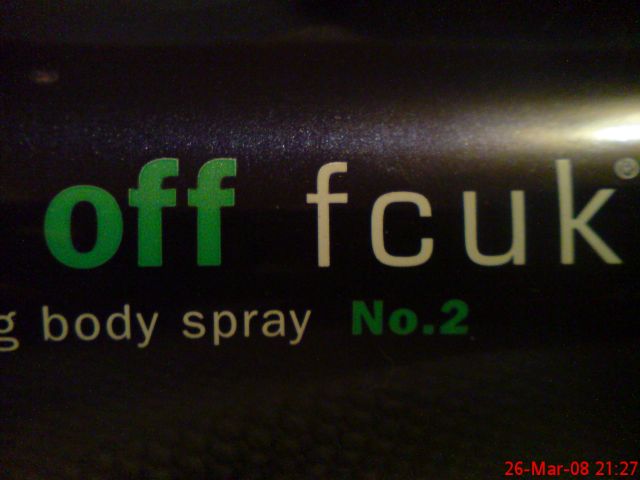 off fcuk®
g body spray No.2
26-Mar-08 21:27